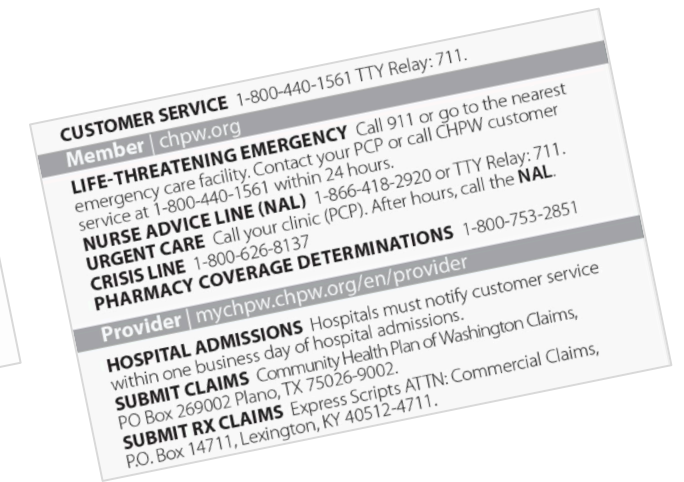 CUSTOMER SERVICE 1-800-440-1561 TTY Relay: 711.
Member | chpw.org
LIFE-THREATENING EMERGENCY Call 911 or go to the nearest
emergency care facility. Contact your PCP or call CHPW customer
service at 1-800-440-1561 within 24 hours.
NURSE ADVICE LINE (NAL) 1-866-418-2920 or TTY Relay: 711.
URGENT CARE Call your clinic (PCP). After hours, call the NAL.
CRISIS LINE 1-800-626-8137
PHARMACY COVERAGE DETERMINATIONS 1-800-753-2851
Provider | mychpw.chpw.org/en/provider
HOSPITAL ADMISSIONS Hospitals must notify customer service
within one business day of hospital admissions.
SUBMIT CLAIMS Community Health Plan of Washington Claims,
PO Box 269002 Plano, TX 75026-9002.
SUBMIT RX CLAIMS Express Scripts ATTN: Commercial Claims,
P.O. Box 14711, Lexington, KY 40512-4711.